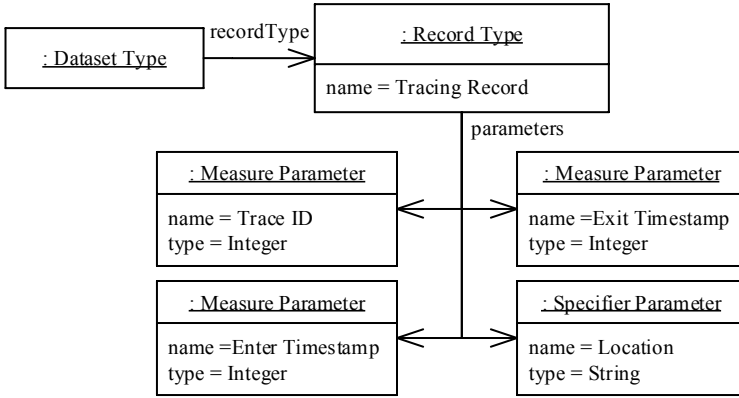 recordType
: Dataset Type
: Record Type
name = Tracing Record
parameters
: Measure Parameter
name = Trace ID
type = Integer
: Measure Parameter
name =Exit Timestamp
type = Integer
: Measure Parameter
name =Enter Timestamp
type = Integer
: Specifier Parameter
name = Location
type = String